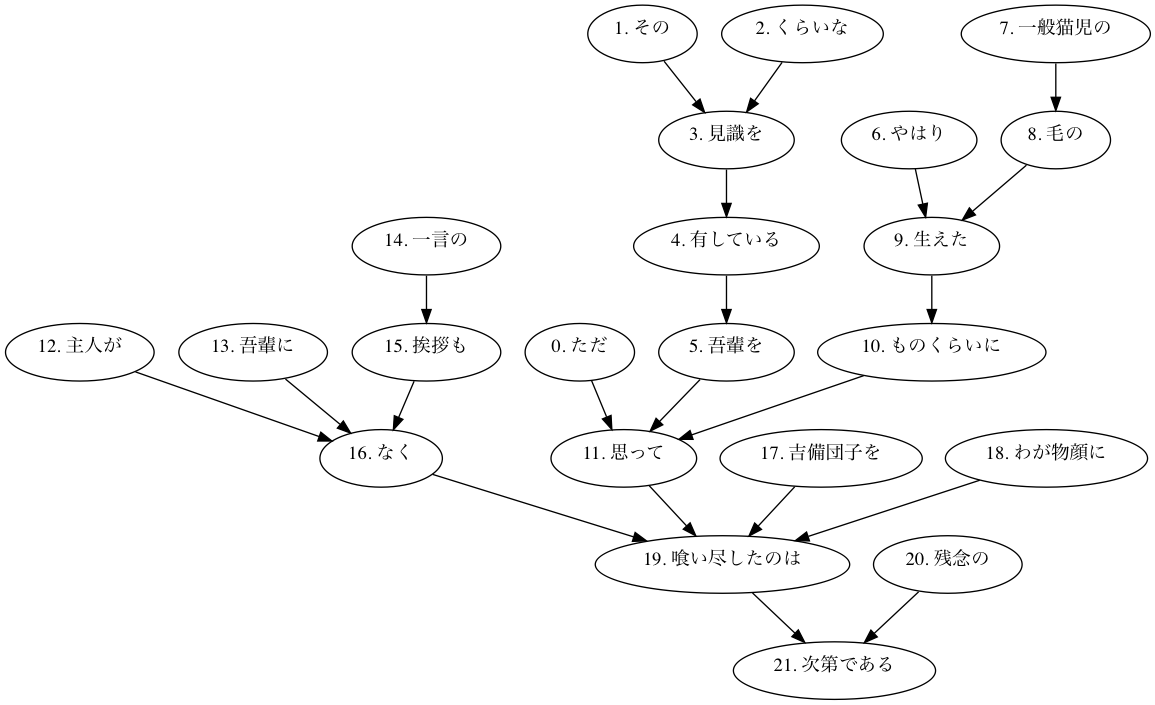 1. その
2. くらいな
7. 一般猫児の
3. 見識を
6. やはり
8. 毛の
14. 一言の
4. 有している
9. 生えた
12. 主人が
13. 吾輩に
15. 挨拶も
0. ただ
5. 吾輩を
10. ものくらいに
16. なく
11. 思って
17. 吉備団子を
18. わが物顔に
19. 喰い尽したのは
20. 残念の
21. 次第である